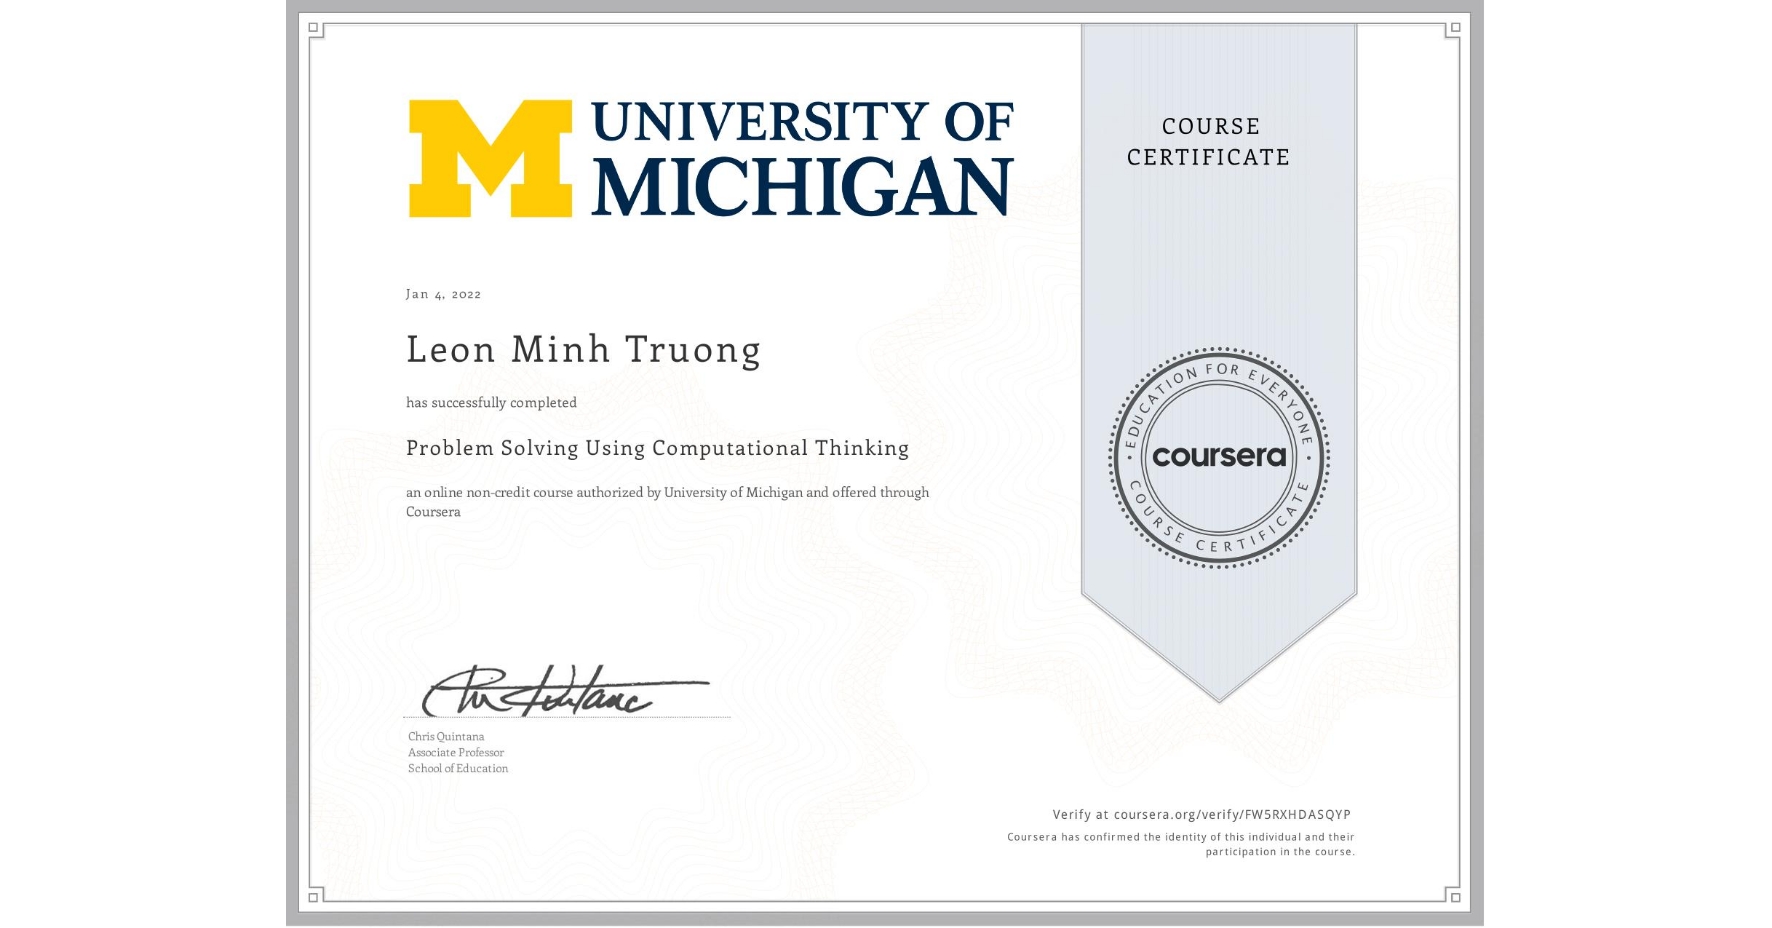 UNIVERSITY OF
MICHIGAN
COURSE
CERTIFICATE
Jan 4, 2022
Leon Minh Truong
has successfully completed
Problem Solving Using Computational Thinking
an online non-credit course authorized by University of Michigan and offered through
Coursera
EDUCATION FOR EVERYONE
coursera
COURSE CERTIFICATE
Chris Quintana
Associate Professor
School of Education
Verify at coursera.org/verify/FW5RXHDASQYP
Coursera has confirmed the identity of this individual and their
participation in the course.